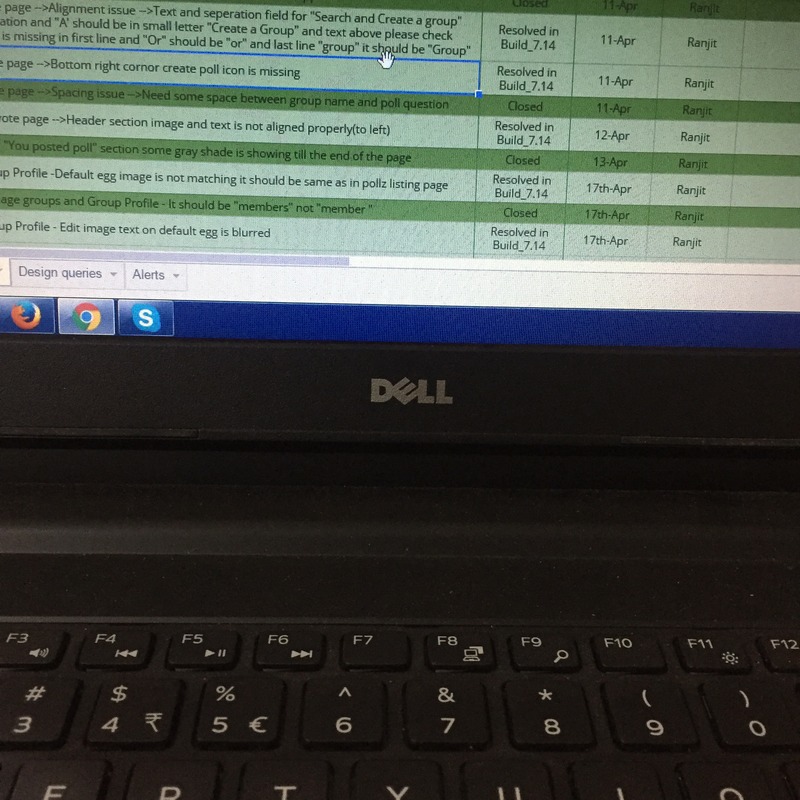 Closed 11-Apr Ranjit
page -->Alignment issue -->Text and seperation field for "Search and Create a group"
ation and 'A' should be in small letter "Create a Group" and text above please check
is missing in first line and "Or" should be "or" and last line "group" it should be "Group"
Resolved in
Build_7.14
11-Apr Ranjit
e page -->Bottom right cornor create poll icon is missing
Resolved in
Build_7.14
11-Apr Ranjit
e page -->Spacing issue -->Need some space between group name and poll question Closed 11-Apr Ranjit
ote page -->Header section image and text is not aligned properly(to left)
Resolved in
Build_7.14
12-Apr Ranjit
"You posted poll" section some gray shade is showing till the end of the page Closed 13-Apr Ranjit
up Profile -Default egg image is not matching it should be same as in pollz listing page
Resolved in
Build_7.14
17th-Apr Ranjit
age groups and Group Profile - It should be "members" not "member " Closed 17th-Apr Ranjit
up Profile - Edit image text on default egg is blurred
Resolved in
Build_7.14
17th-Apr Ranjit
Design queries Alerts
S
DELL
F3 F4 F5 F6 F7 F8 F9 F10 F11 F12
# $ % ^ & * ( )
3 4 ₹ 5 € 6 7 8 9 0
E R T Y U I O